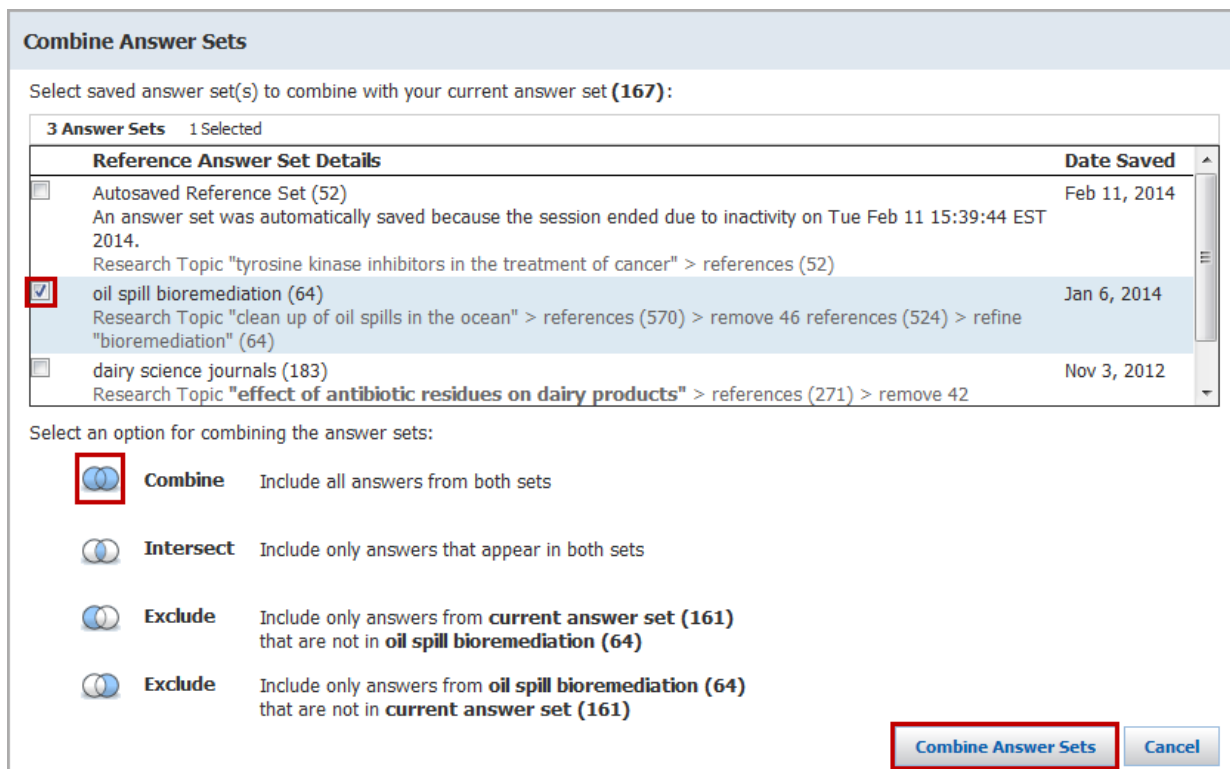 Combine Answer Sets
Select saved answer set(s) to combine with your current answer set (167):
3 Answer Sets 1 Selected
Reference Answer Set Details Date Saved
Autosaved Reference Set (52) Feb 11, 2014
An answer set was automatically saved because the session ended due to inactivity on Tue Feb 11 15:39:44 EST
2014.
Research Topic "tyrosine kinase inhibitors in the treatment of cancer" > references (52)
oil spill bioremediation (64) Jan 6, 2014
Research Topic "clean up of oil spills in the ocean" > references (570) > remove 46 references (524) > refine
"bioremediation" (64)
dairy science journals (183) Nov 3, 2012
Research Topic "effect of antibiotic residues on dairy products" > references (271) > remove 42
Select an option for combining the answer sets:
Combine Include all answers from both sets
Intersect Include only answers that appear in both sets
Exclude Include only answers from current answer set (161)
that are not in oil spill bioremediation (64)
Exclude Include only answers from oil spill bioremediation (64)
that are not in current answer set (161)
Combine Answer Sets Cancel